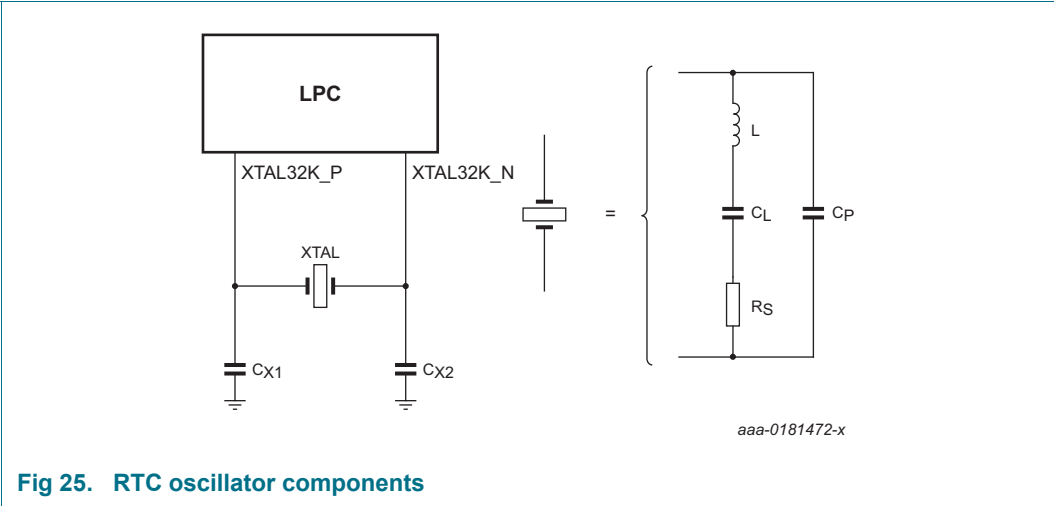 LPC
XTAL32K_P
XTAL32K_N
XTAL
CX1
CX2
=
L
CL
CP
RS
aaa-0181472-x
Fig 25. RTC oscillator components